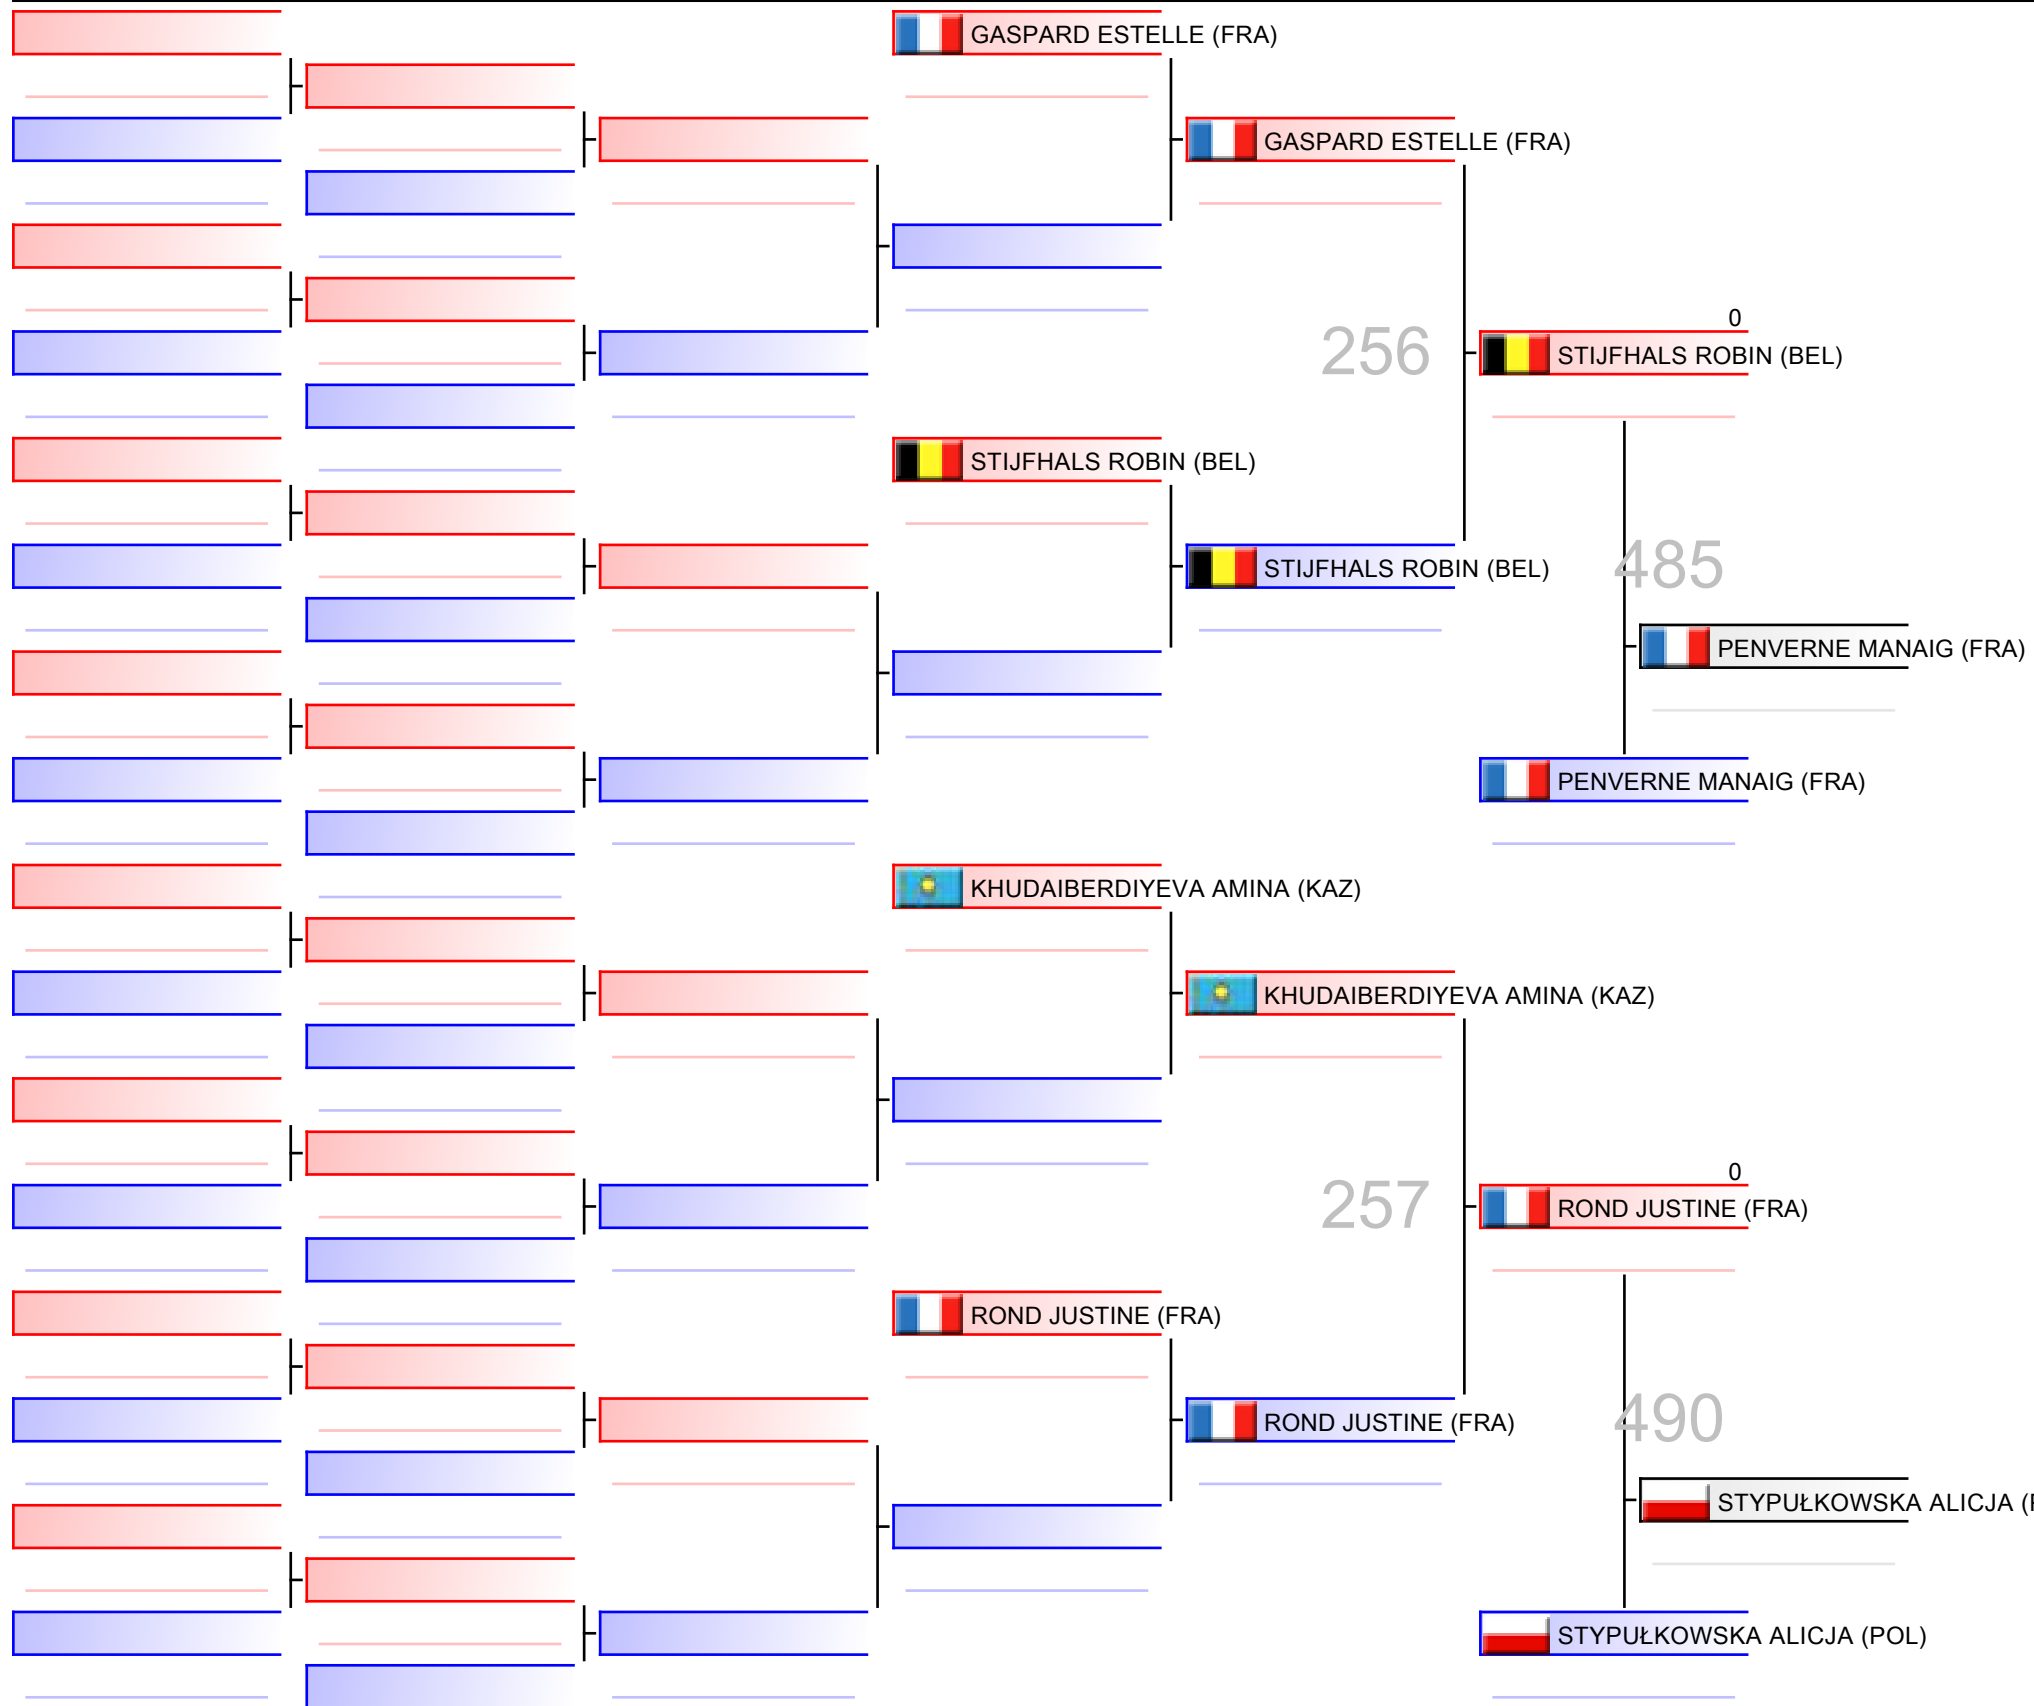 GASPARD ESTELLE (FRA)
GASPARD ESTELLE (FRA)
0
256
STIJFHALS ROBIN (BEL)
STIJFHALS ROBIN (BEL)
485
STIJFHALS ROBIN (BEL)
PENVERNE MANAIG (FRA)
PENVERNE MANAIG (FRA)
KHUDAIBERDIYEVA AMINA (KAZ)
KHUDAIBERDIYEVA AMINA (KAZ)
0
257
ROND JUSTINE (FRA)
ROND JUSTINE (FRA)
490
ROND JUSTINE (FRA)
STYPUŁKOWSKA ALICJA (
STYPUŁKOWSKA ALICJA (POL)